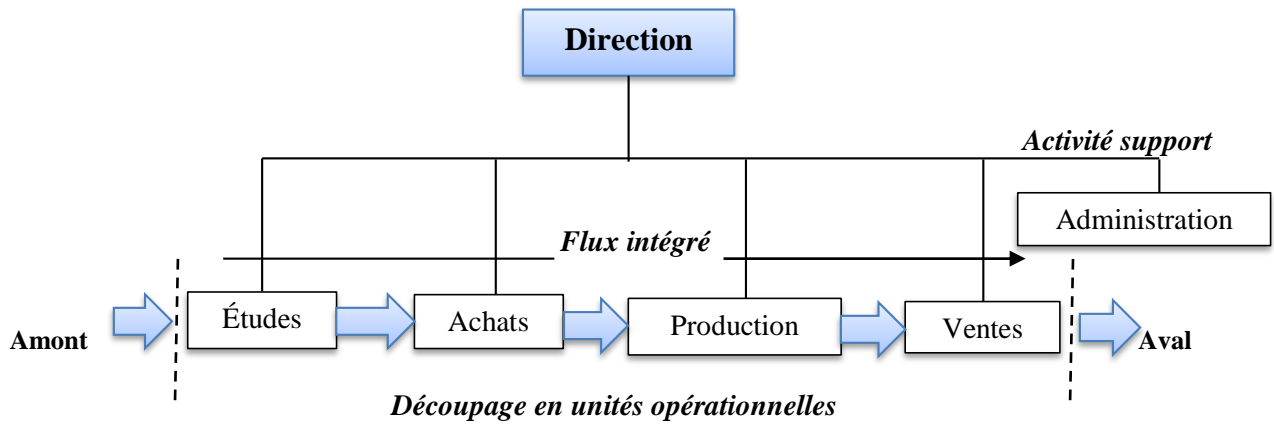 Direction
Activité support
Administration
Flux intégré
Études
Achats
Production
Ventes
Amont
Aval
Découpage en unités opérationnelles